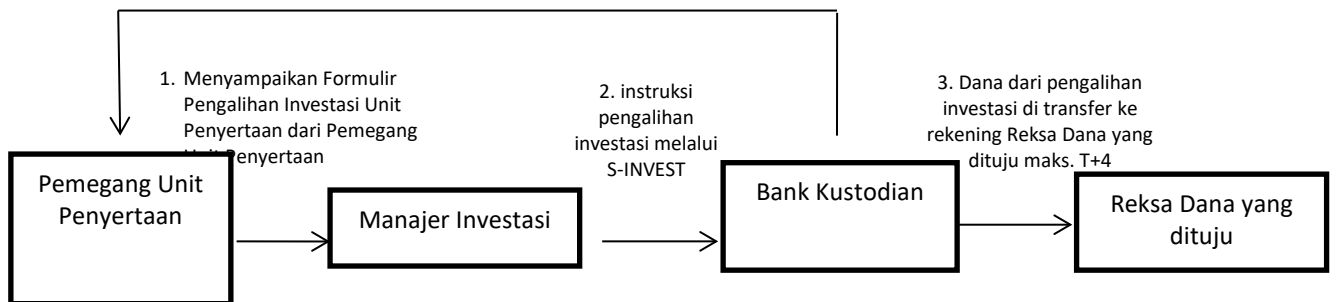 1. Menyampaikan Formulir
Pengalihan Investasi Unit
Penyertaan dari Pemegang
Unit Penyertaan
2. instruksi
pengalihan
investasi melalui
S-INVEST
3. Dana dari pengalihan
investasi di transfer ke
rekening Reksa Dana yang
dituju maks. T+4
Pemegang Unit
Penyertaan
Manajer Investasi
Bank Kustodian
Reksa Dana yang
dituju